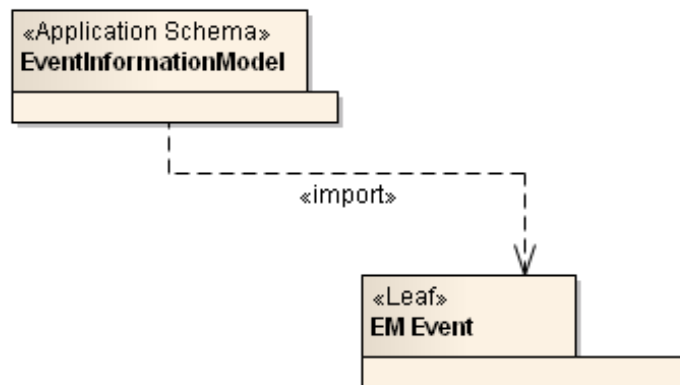 «Application Schema»
EventInformationModel
«import»
«Leaf»
EM Event